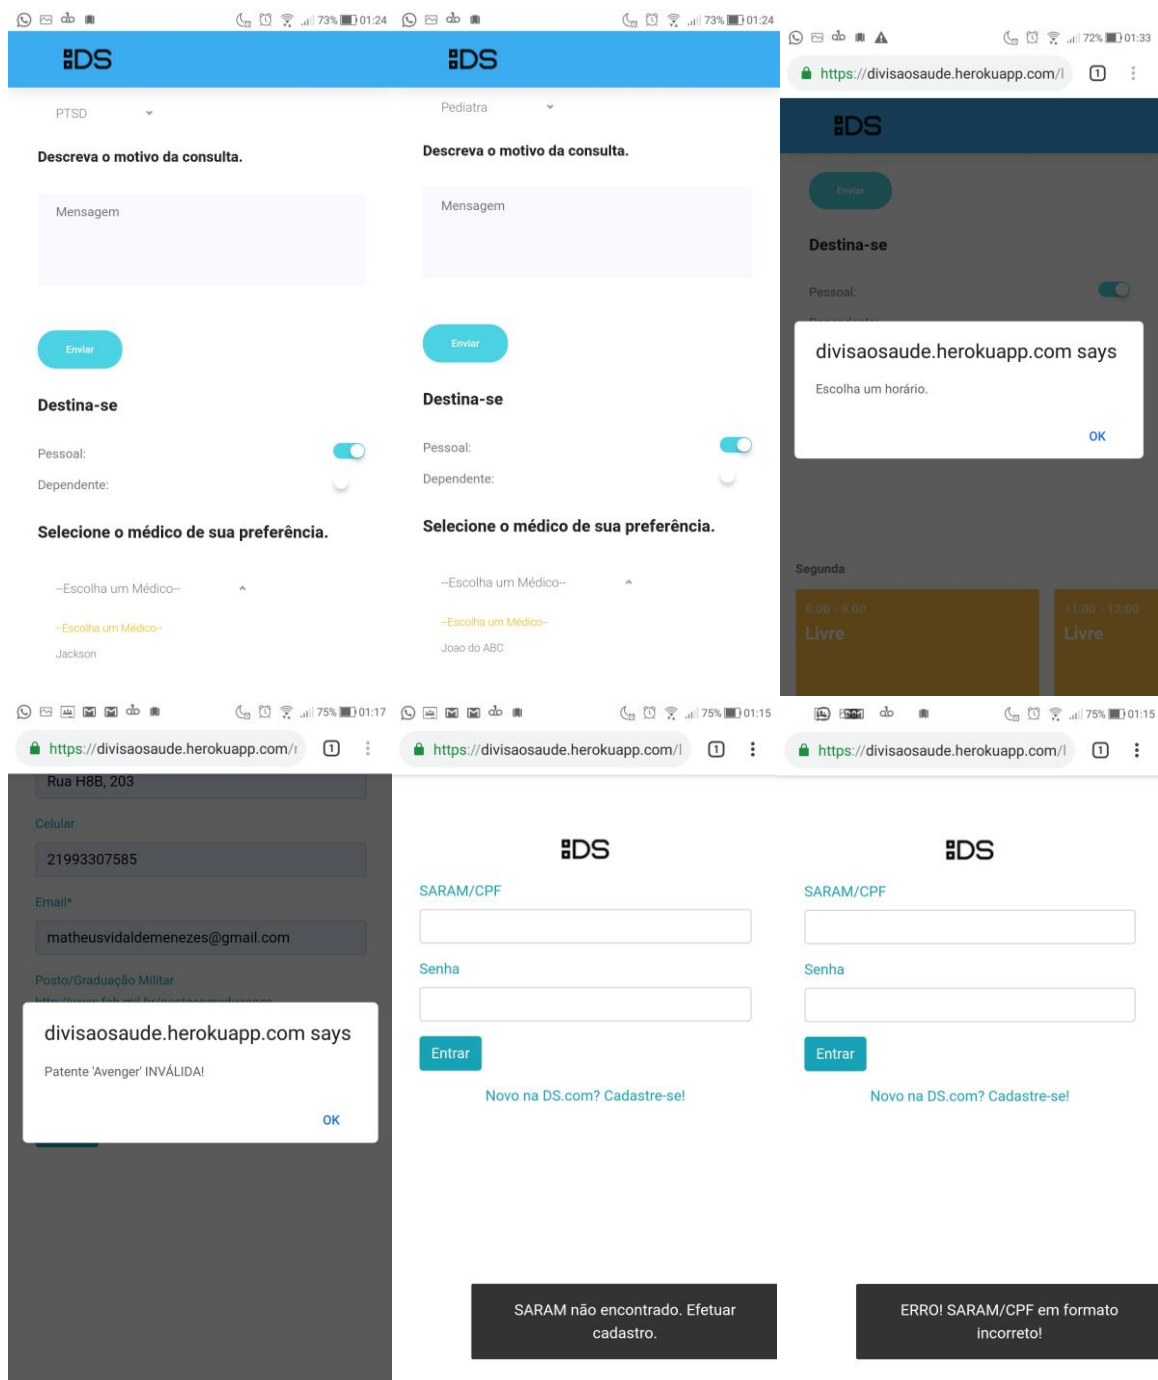 73% 01:24
DS
PTSD
Descreva o motivo da consulta.
Mensagem
Enviar
Destina-se
Pessoal:
Dependente:
Selecione o médico de sua preferência.
--Escolha um Médico--
--Escolha um Médico--
Jackson
73% 01:24
DS
Pediatra
Descreva o motivo da consulta.
Mensagem
Enviar
Destina-se
Pessoal:
Dependente:
Selecione o médico de sua preferência.
--Escolha um Médico--
--Escolha um Médico--
Joao do ABC
72% 01:33
https://divisaosaude.herokuapp.com/l 1
DS
Enviar
Destina-se
Pessoal:
divisaosaude.herokuapp.com says
Escolha um horário.
OK
Segunda
8:00 - 9:00
Livre
11:00 - 12:00
Livre
75% 01:17
https://divisaosaude.herokuapp.com/r 1
Rua H8B, 203
Celular
21993307585
Email*
matheusvidaldemenezes@gmail.com
Posto/Graduação Militar
divisaosaude.herokuapp.com says
Patente 'Avenger' INVÁLIDA!
OK
75% 01:15
https://divisaosaude.herokuapp.com/l 1
DS
SARAM/CPF
Senha
Entrar
Novo na DS.com? Cadastre-se!
SARAM não encontrado. Efetuar
cadastro.
75% 01:15
https://divisaosaude.herokuapp.com/l 1
DS
SARAM/CPF
Senha
Entrar
Novo na DS.com? Cadastre-se!
ERRO! SARAM/CPF em formato
incorreto!